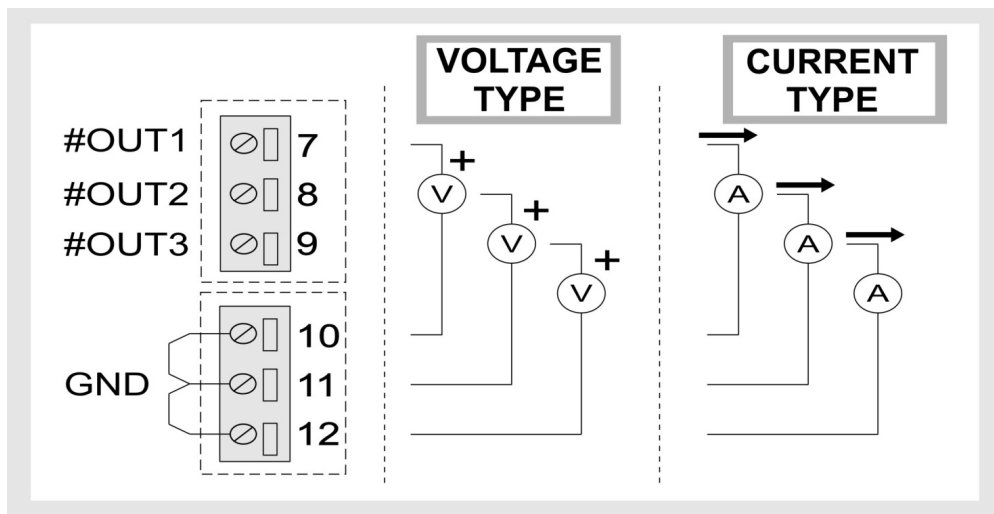 VOLTAGE
TYPE
CURRENT
TYPE
#OUT1
7
#OUT2
8
#OUT3
9
+
V
+
V
+
V
A
A
A
10
GND
11
12